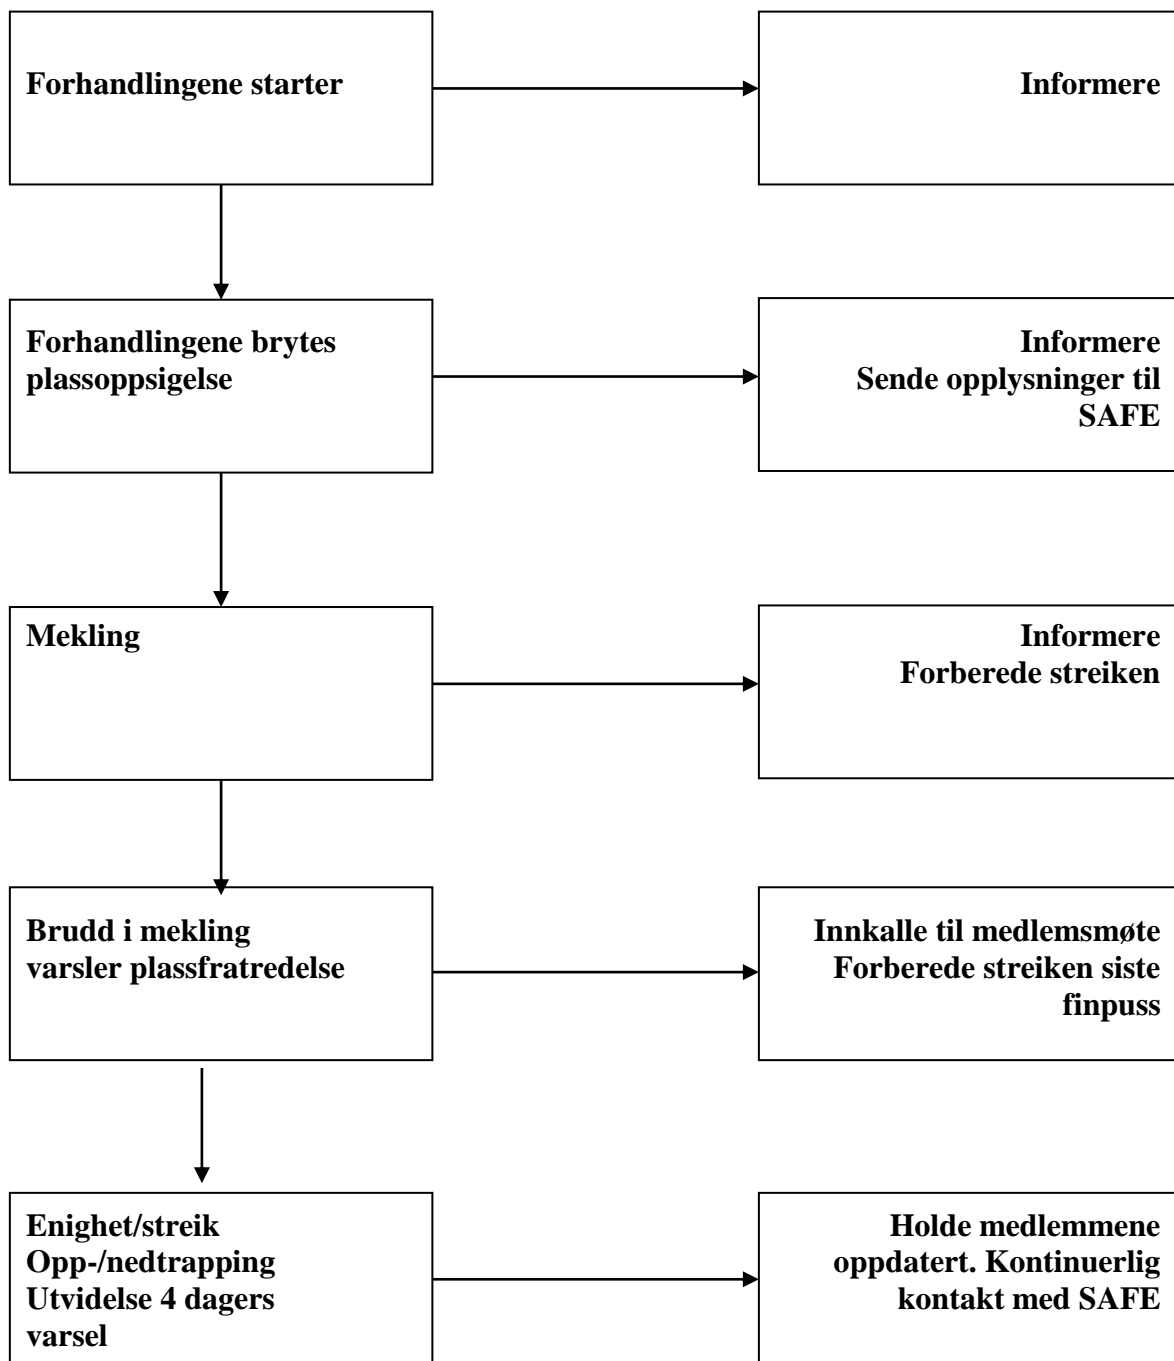 Forhandlingene starter
Informere
Forhandlingene brytes
plassoppsigelse
Informere
Sende opplysninger til
SAFE
Mekling
Informere
Forberede streiken
Brudd i mekling
varsler plassfratredelse
Innkalle til medlemsmøte
Forberede streiken siste
finpuss
Enighet/streik
Opp-/nedtrapping
Utvidelse 4 dagers
varsel
Holde medlemmene
oppdatert. Kontinuerlig
kontakt med SAFE